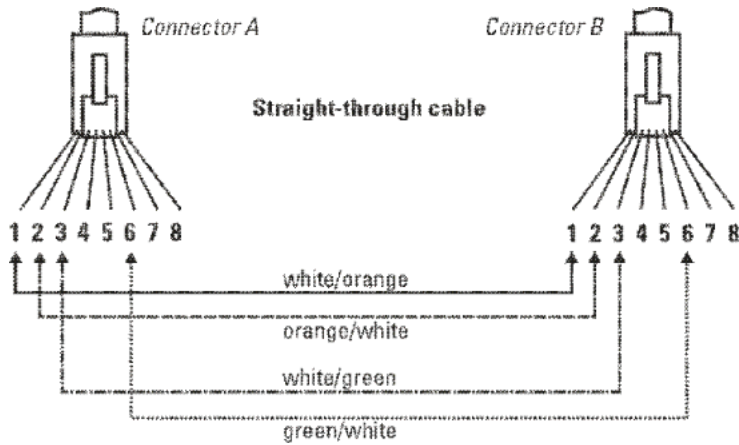 Connector A
Connector B
Straight-through cable
1 2 3 4 5 6 7 8
1 2 3 4 5 6 7 8
white/orange
orange/white
white/green
green/white